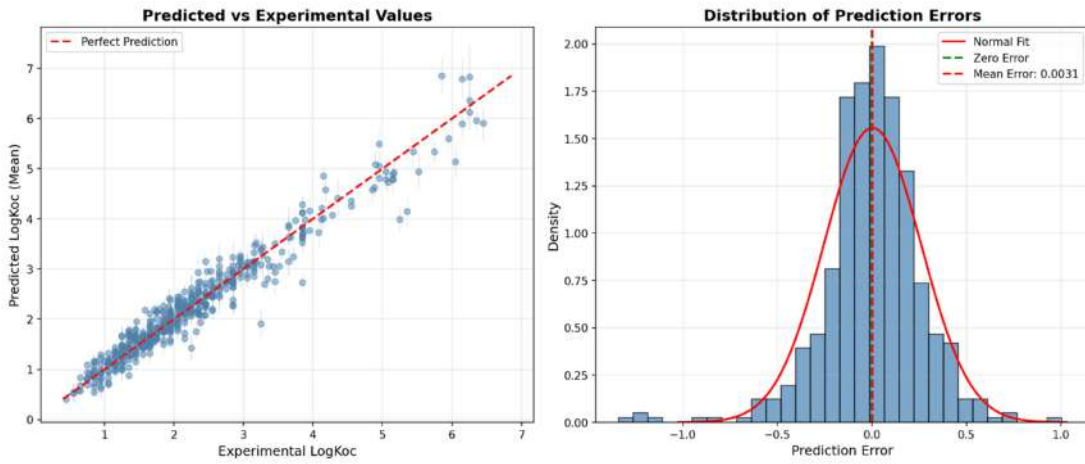 Predicted vs Experimental Values
Perfect Prediction
Predicted LogKoc (Mean)
7
6
5
4
3
2
1
0
1 2 3 4 5 6 7
Experimental LogKoc
Distribution of Prediction Errors
Normal Fit
Zero Error
Mean Error: 0.0031
Density
2.00
1.75
1.50
1.25
1.00
0.75
0.50
0.25
0.00
−1.0 −0.5 0.0 0.5 1.0
Prediction Error